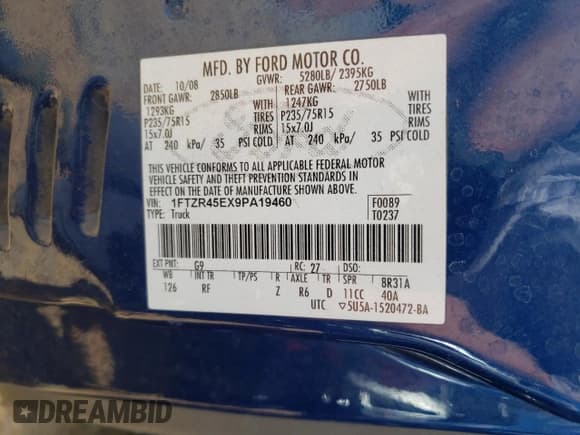 MFD. BY FORD MOTOR CO.
DATE: 10/08 GVWR: 5280LB/ 2395KG
FRONT GAWR: 2850LB REAR GAWR: 2750LB
1293KG WITH 1247KG WITH
P235/75R15 TIRES P235/75R15 TIRES
15x7.0J RIMS 15x7.0J RIMS
AT 240 kPa/ 35 PSI COLD AT 240 kPa/ 35 PSI COLD
THIS VEHICLE CONFORMS TO ALL APPLICABLE FEDERAL MOTOR
VEHICLE SAFETY AND THEFT PREVENTION STANDARDS IN
EFFECT ON THE DATE OF MANUFACTURE SHOWN ABOVE.
VIN: 1FTZR45EX9PA19460 F0089
TYPE: Truck T0237
EXT PNT: G9 RC: 27 DSO:
WB INT TR TP/PS R AXLE TR SPR 8R31A
126 RF Z R6 D 11CC 40A
UTC ▽5U5A-1520472-BA
DREAMBID